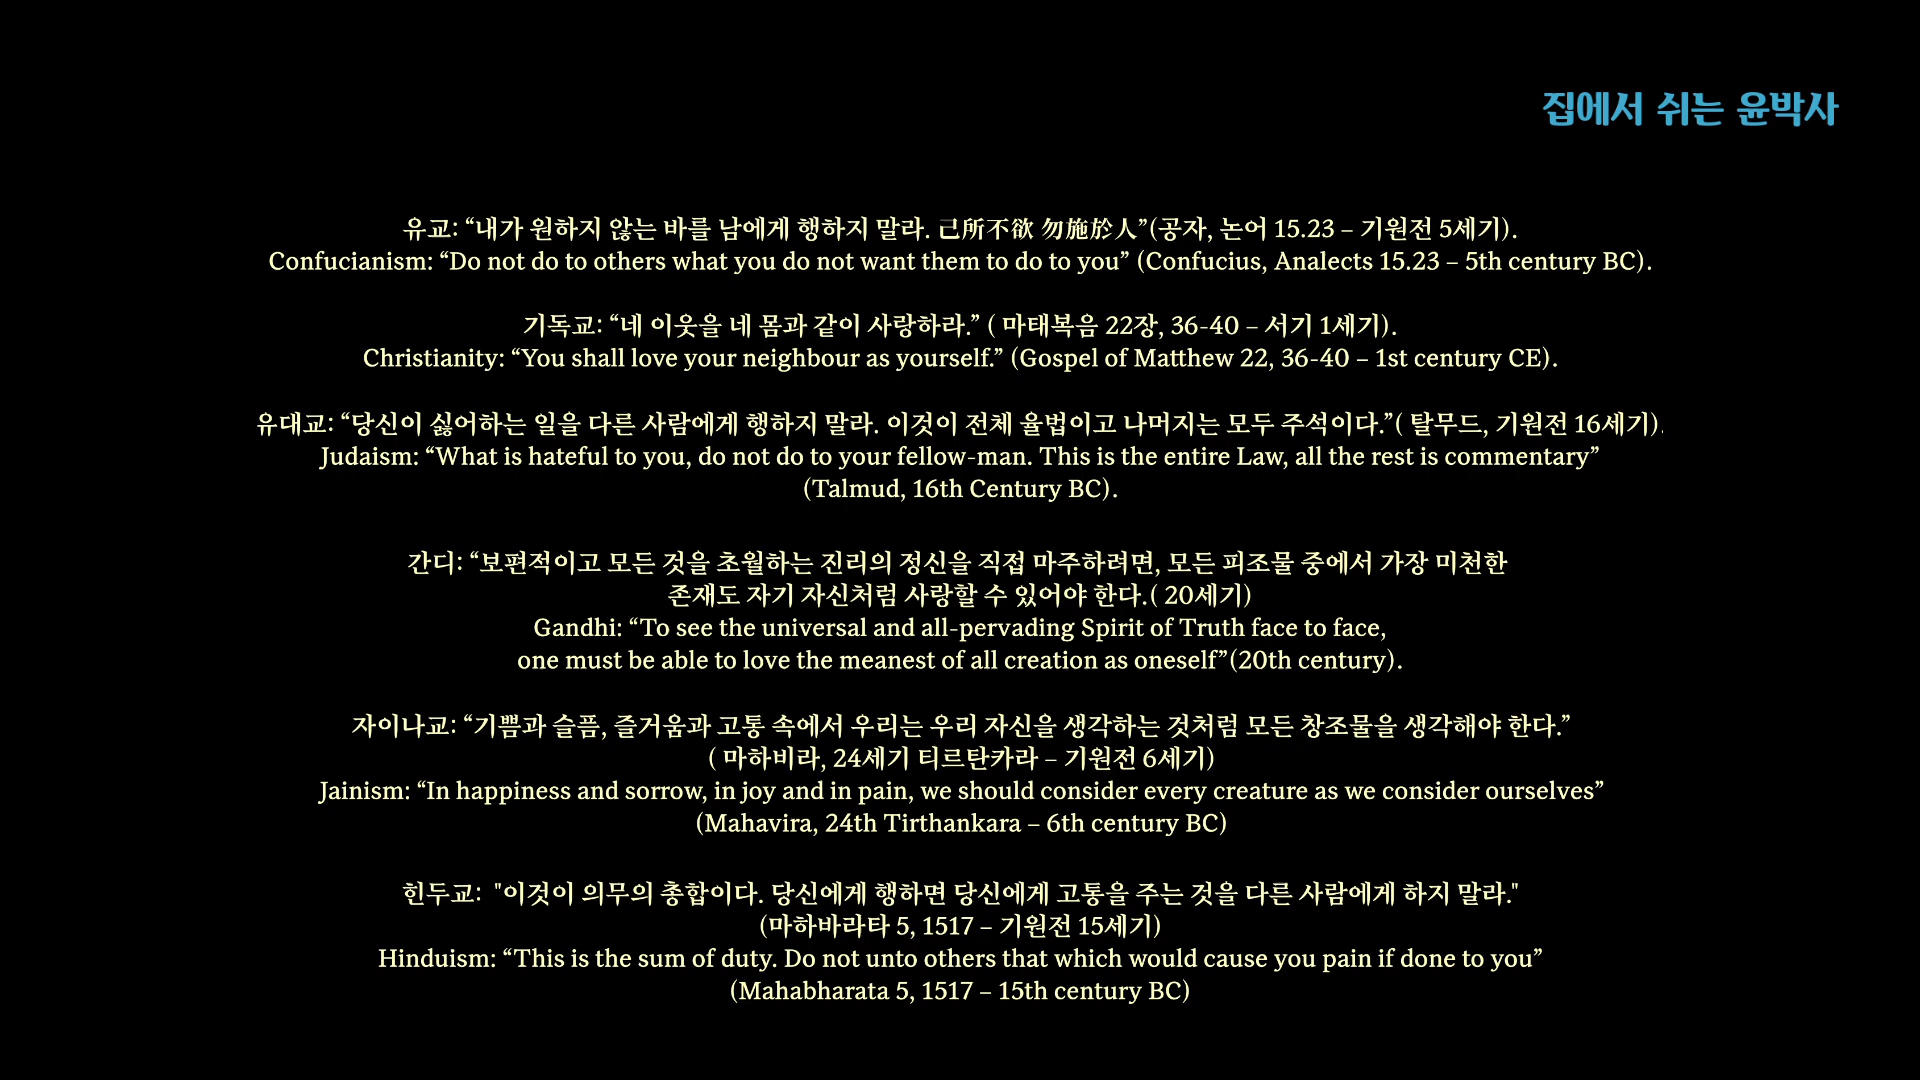 집에서 쉬는 윤박사
유교: “내가 원하지 않는 바를 남에게 행하지 말라. 己所不欲 勿施於人”(공자, 논어 15.23 – 기원전 5세기).
Confucianism: “Do not do to others what you do not want them to do to you” (Confucius, Analects 15.23 – 5th century BC).
기독교: “네 이웃을 네 몸과 같이 사랑하라.” ( 마태복음 22장, 36-40 – 서기 1세기).
Christianity: “You shall love your neighbour as yourself.” (Gospel of Matthew 22, 36-40 – 1st century CE).
유대교: “당신이 싫어하는 일을 다른 사람에게 행하지 말라. 이것이 전체 율법이고 나머지는 모두 주석이다.”( 탈무드, 기원전 16세기).
Judaism: “What is hateful to you, do not do to your fellow-man. This is the entire Law, all the rest is commentary”
(Talmud, 16th Century BC).
간디: “보편적이고 모든 것을 초월하는 진리의 정신을 직접 마주하려면, 모든 피조물 중에서 가장 미천한
존재도 자기 자신처럼 사랑할 수 있어야 한다.( 20세기)
Gandhi: “To see the universal and all-pervading Spirit of Truth face to face,
one must be able to love the meanest of all creation as oneself”(20th century).
자이나교: “기쁨과 슬픔, 즐거움과 고통 속에서 우리는 우리 자신을 생각하는 것처럼 모든 창조물을 생각해야 한다.”
( 마하비라, 24세기 티르탄카라 – 기원전 6세기)
Jainism: “In happiness and sorrow, in joy and in pain, we should consider every creature as we consider ourselves”
(Mahavira, 24th Tirthankara – 6th century BC)
힌두교: "이것이 의무의 총합이다. 당신에게 행하면 당신에게 고통을 주는 것을 다른 사람에게 하지 말라."
(마하바라타 5, 1517 – 기원전 15세기)
Hinduism: “This is the sum of duty. Do not unto others that which would cause you pain if done to you”
(Mahabharata 5, 1517 – 15th century BC)